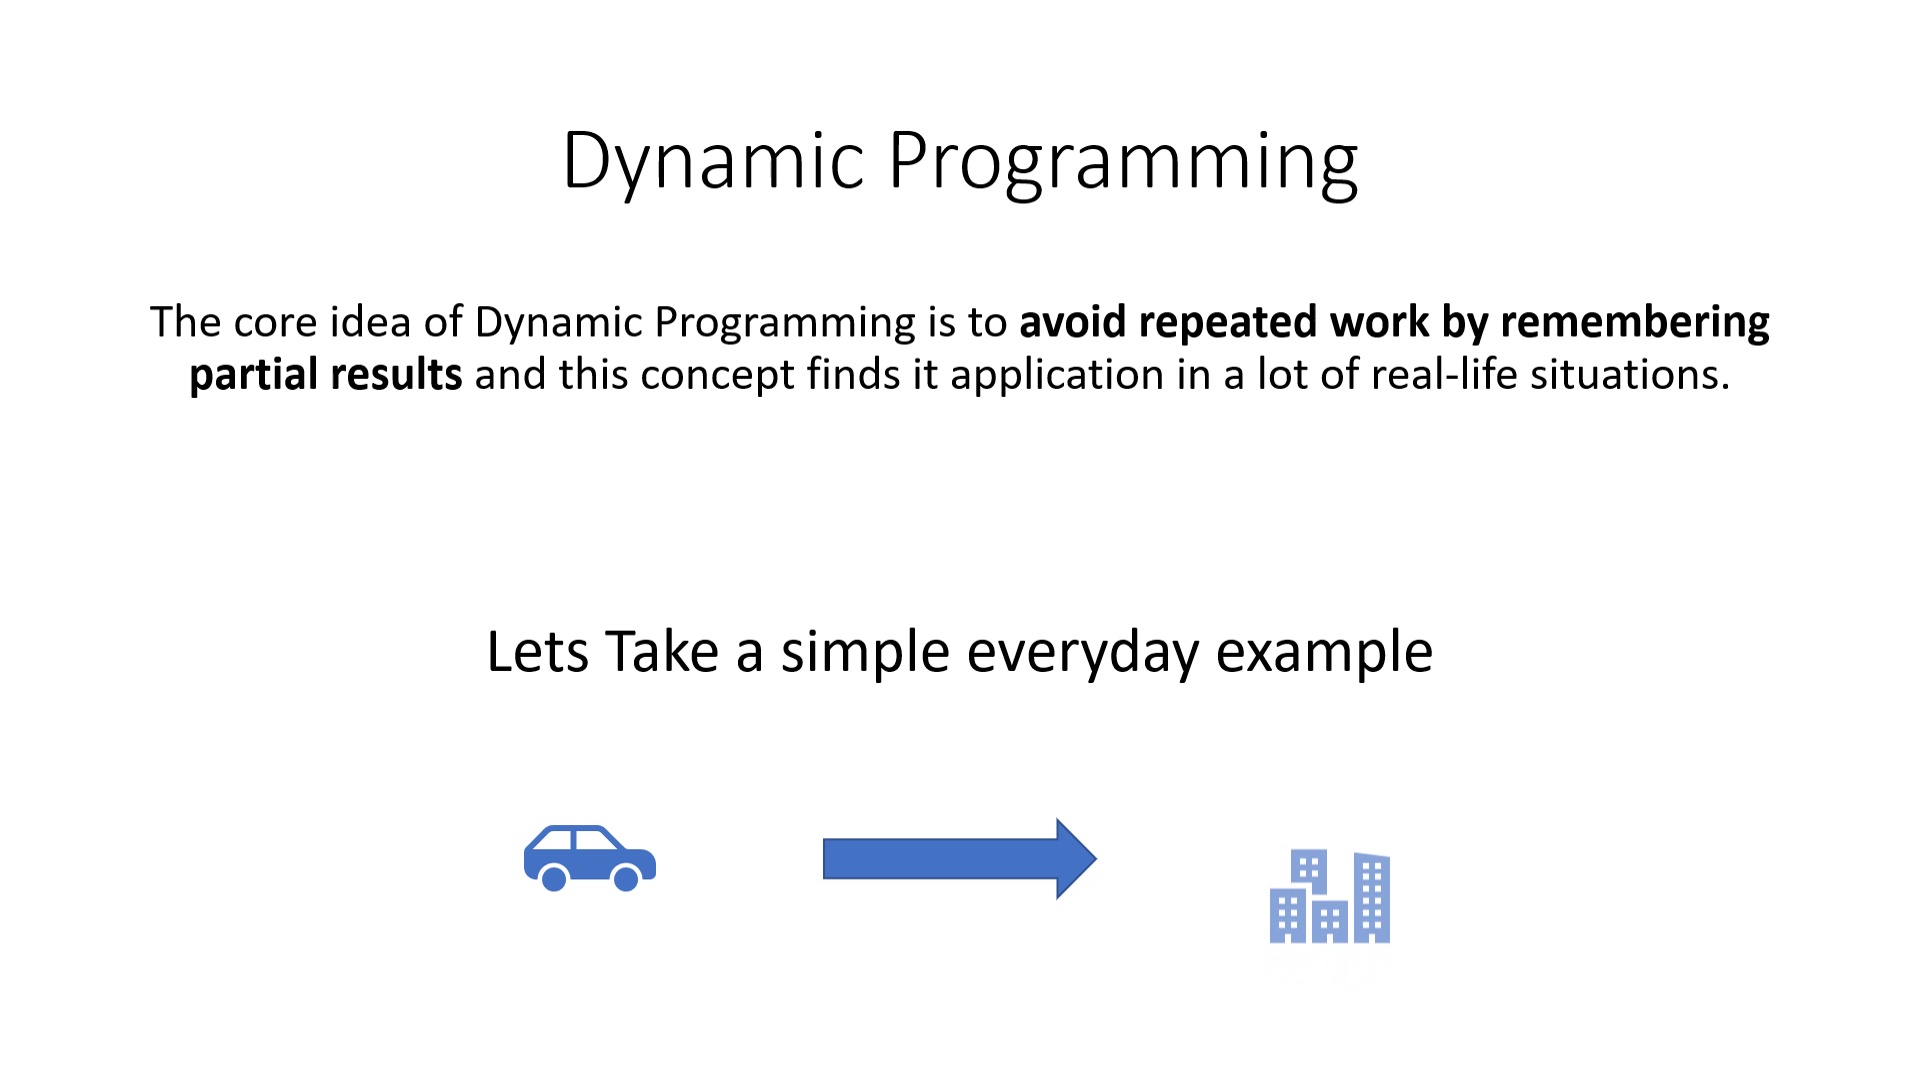 Dynamic Programming
The core idea of Dynamic Programming is to avoid repeated work by remembering
partial results and this concept finds it application in a lot of real-life situations.
Lets Take a simple everyday example